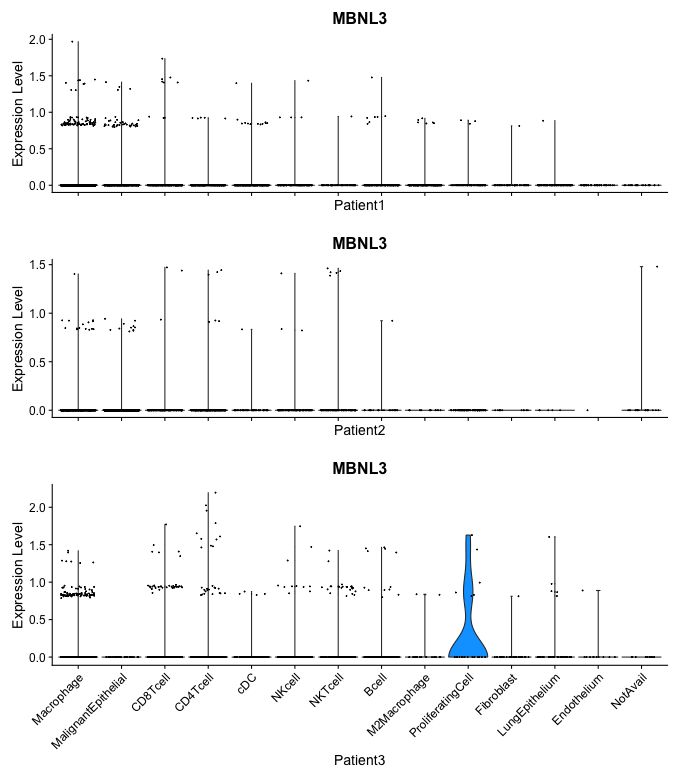 MBNL3
Expression Level
2.0
1.5
1.0
0.5
0.0
Patient1
MBNL3
Expression Level
1.5
1.0
0.5
0.0
Patient2
MBNL3
Expression Level
2.0
1.5
1.0
0.5
0.0
Macrophage
MalignantEpithelial
CD8Tcell
CD4Tcell
cDC
NKcell
NKTcell
Bcell
M2Macrophage
ProliferatingCell
Fibroblast
LungEpithelium
Endothelium
NotAvail
Patient3